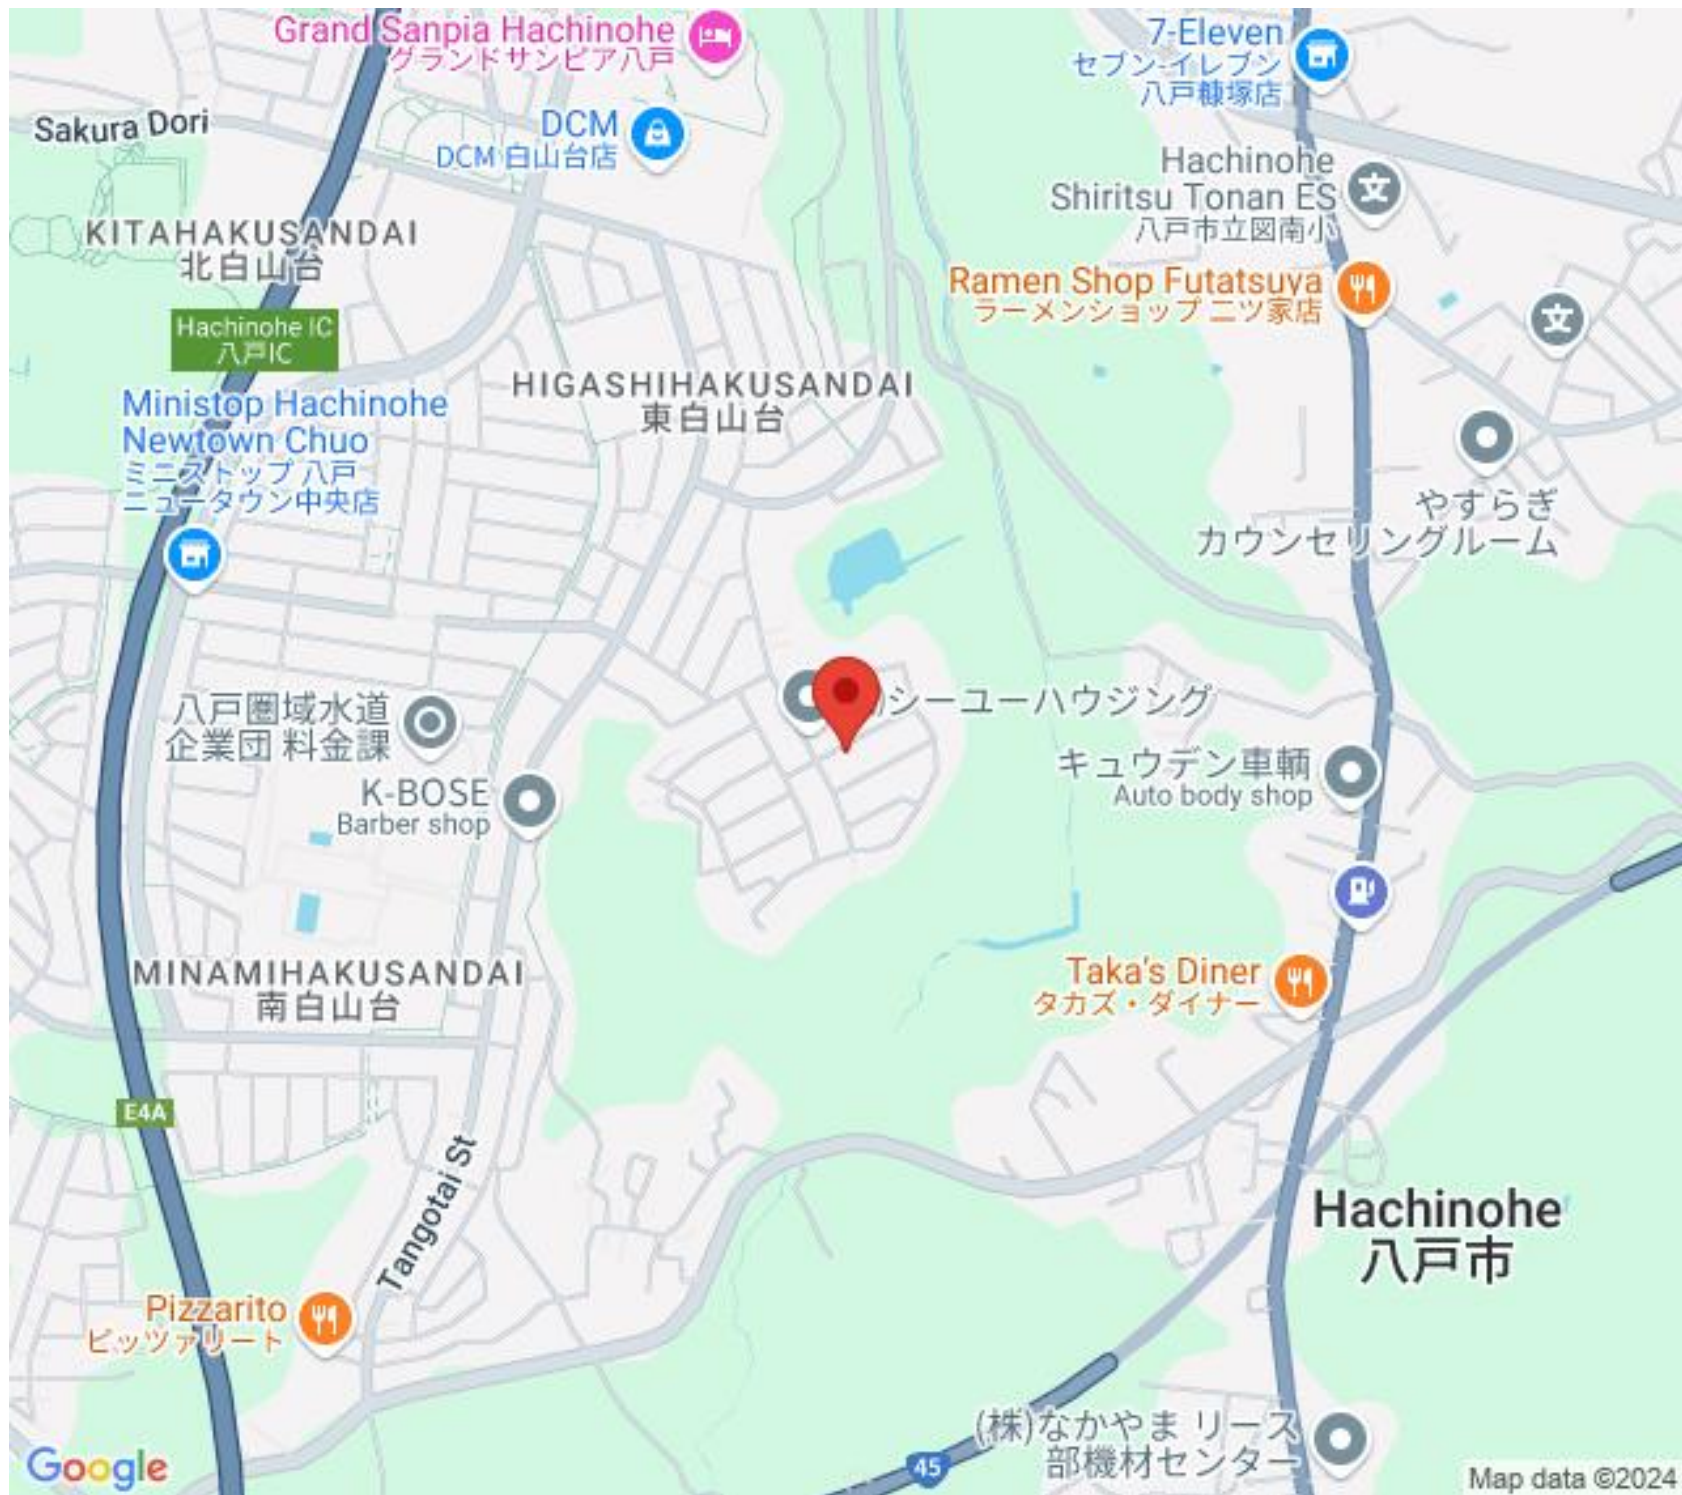 Grand Sanpia Hachinohe
グランドサンピア八戸
7-Eleven
セブン-イレブン
八戸糠塚店
Sakura Dori
DCM
DCM 白山台店
Hachinohe
Shiritsu Tonan ES
八戸市立図南小
KITAHAKUSANDAI
北白山台
Ramen Shop Futatsuya
ラーメンショップ 二ツ家店
Hachinohe IC
八戸IC
HIGASHIHAKUSANDAI
東白山台
Ministop Hachinohe
Newtown Chuo
ミニストップ 八戸
ニュータウン中央店
やすらぎ
カウンセリングルーム
シーユーハウジング
八戸圏域水道
企業団 料金課
キュウデン車輌
Auto body shop
K-BOSE
Barber shop
MINAMIHAKUSANDAI
南白山台
Taka's Diner
タカズ・ダイナー
E4A
Tangotai St
Hachinohe
八戸市
Pizzarito
ピッツァリート
(株)なかやま リース
部機材センター
45
Google
Map data ©2024